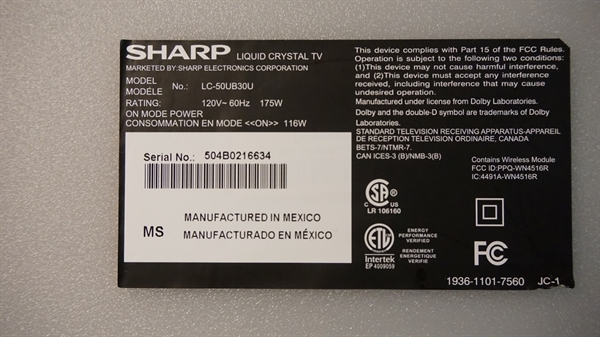 SHARP LIQUID CRYSTAL TV
MARKETED BY:SHARP ELECTRONICS CORPORATION
MODEL
MODÈLE No.: LC-50UB30U
RATING: 120V~ 60Hz 175W
ON MODE POWER
CONSOMMATION EN MODE <<ON>> 116W
Serial No.: 504B0216634
MANUFACTURED IN MEXICO
MS MANUFACTURADO EN MÉXICO
This device complies with Part 15 of the FCC Rules.
Operation is subject to the following two conditions:
(1)This device may not cause harmful interference,
and (2)This device must accept any interference
received, including interference that may cause
undesired operation.
Manufactured under license from Dolby Laboratories.
Dolby and the double-D symbol are trademarks of
Dolby Laboratories.
STANDARD TELEVISION RECEIVING APPARATUS-APPAREIL
DE RECEPTION TELEVISION ORDINAIRE, CANADA
BETS-7/NTMR-7.
CAN ICES-3 (B)/NMB-3(B)
Contains Wireless Module
FCC ID:PPQ-WN4516R
IC:4491A-WN4516R
C SA US
LR 106160
ETL
Intertek
EP 4009059
ENERGY
PERFORMANCE
VERIFIED
RENDEMENT
ENERGETIQUE
VERIFIE
FCC
1936-1101-7560 JC-1